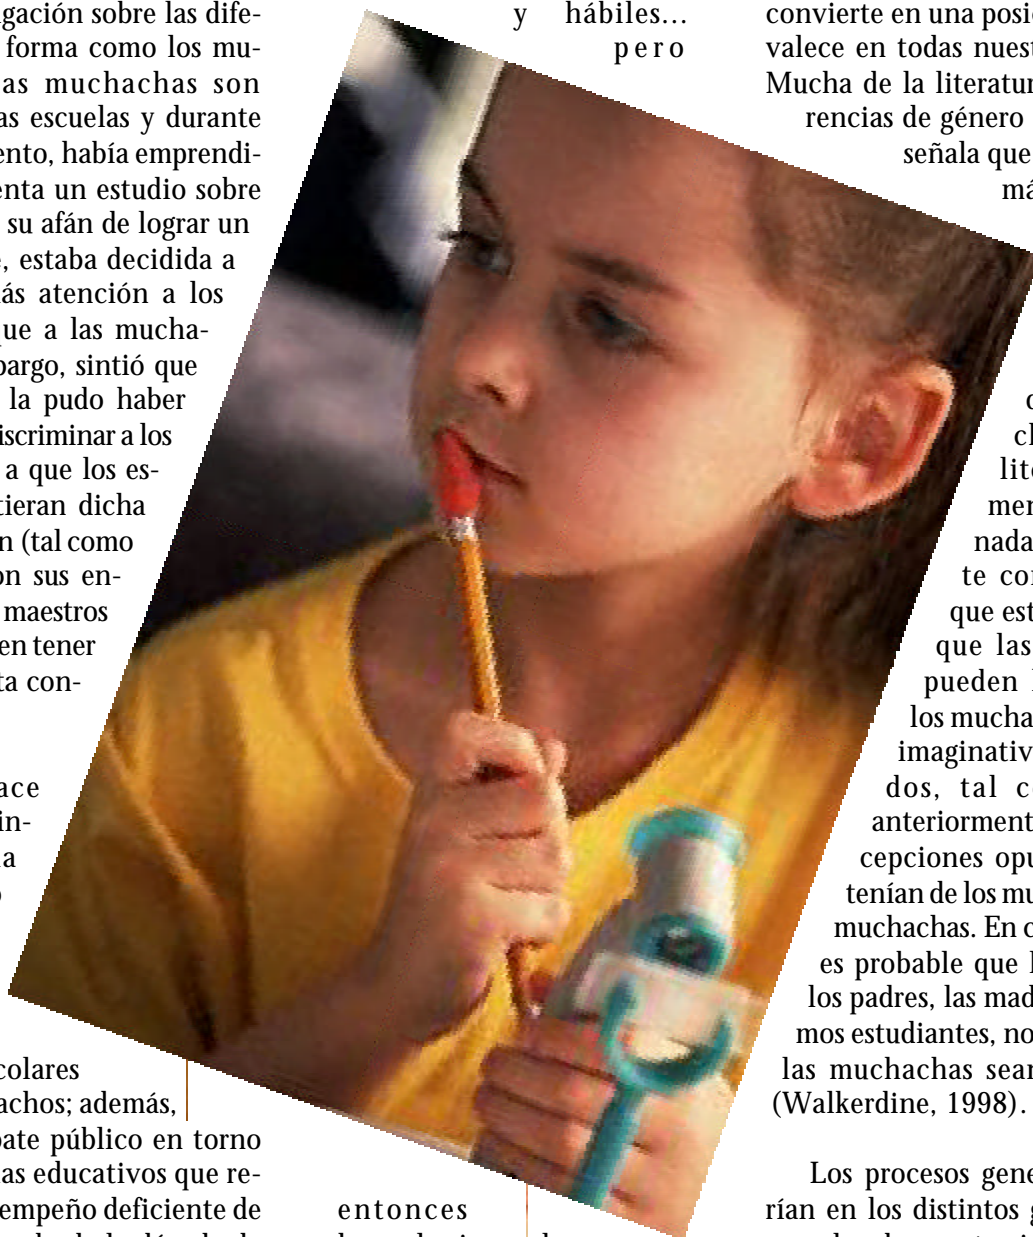 gación sobre las dife-
forma como los mu-
as muchachas son
as escuelas y durante
ento, había emprendi-
enta un estudio sobre
su afán de lograr un
, estaba decidida a
ás atención a los
ue a las mucha-
bargo, sintió que
la pudo haber
iscriminar a los
a que los es-
tieran dicha
n (tal como
on sus en-
maestros
en tener
ta con-
ace
in-
a
colares
achos; además,
bate público en torno
as educativos que re-
empeño deficiente de
y hábiles...
pero
entonces
convierte en una posi
valece en todas nuest
Mucha de la literatur
rencias de género
señala que
má
c
cl
lit
men
nada
te co
que est
que las
pueden
los mucha
imaginativ
dos, tal c
anteriorment
cepciones opu
tenían de los mu
muchachas. En c
es probable que l
los padres, las mad
mos estudiantes, no
las muchachas sear
(Walkerdine, 1998).
Los procesos gene
rían en los distintos g